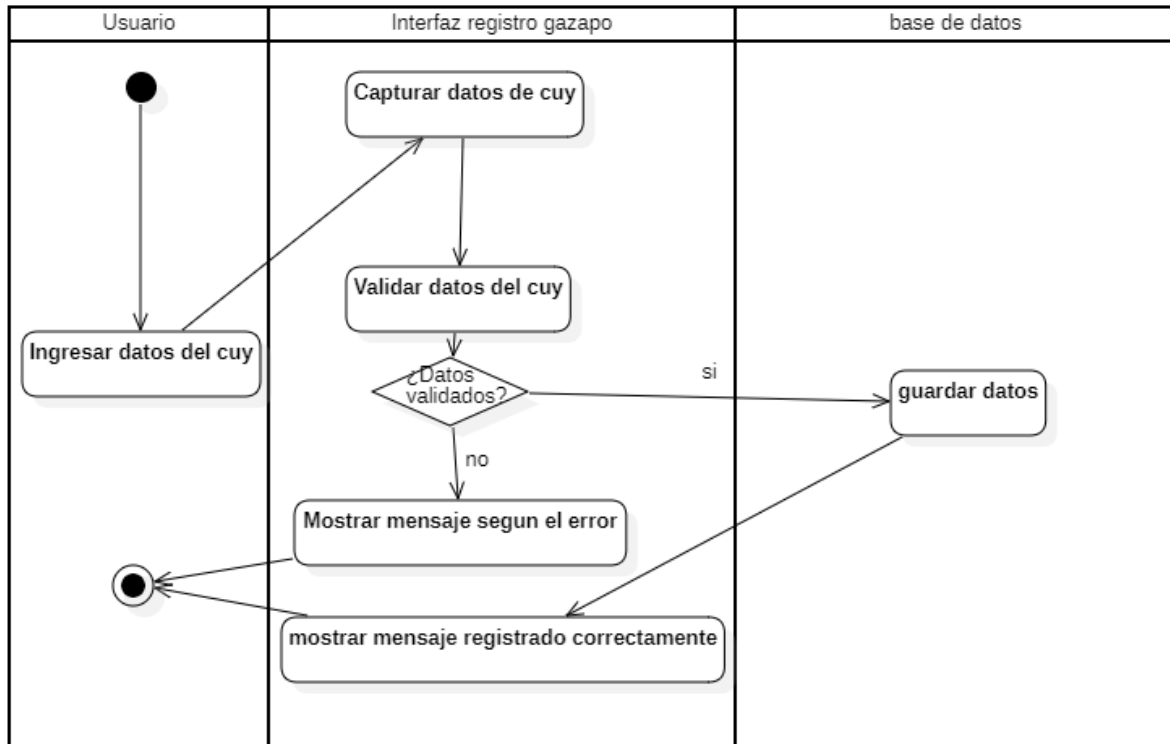 Usuario
Interfaz registro gazapo
base de datos
Capturar datos de cuy
Validar datos del cuy
Ingresar datos del cuy
¿Datos
validados?
si
guardar datos
no
Mostrar mensaje segun el error
mostrar mensaje registrado correctamente